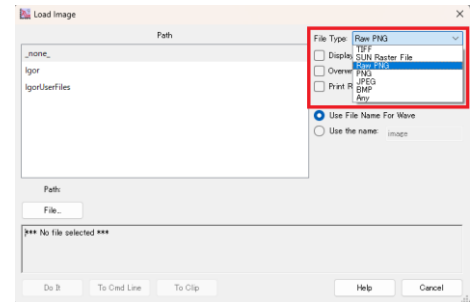 Load Image
Path
_none_
Igor
IgorUserFiles
File Type: Raw PNG
TIFF
SUN Raster File
Raw PNG
PNG
JPEG
BMP
Any
Display
Overw
Print R
Use File Name For Wave
Use the name: image
Path:
File...
*** No file selected ***
Do It
To Cmd Line
To Clip
Help
Cancel